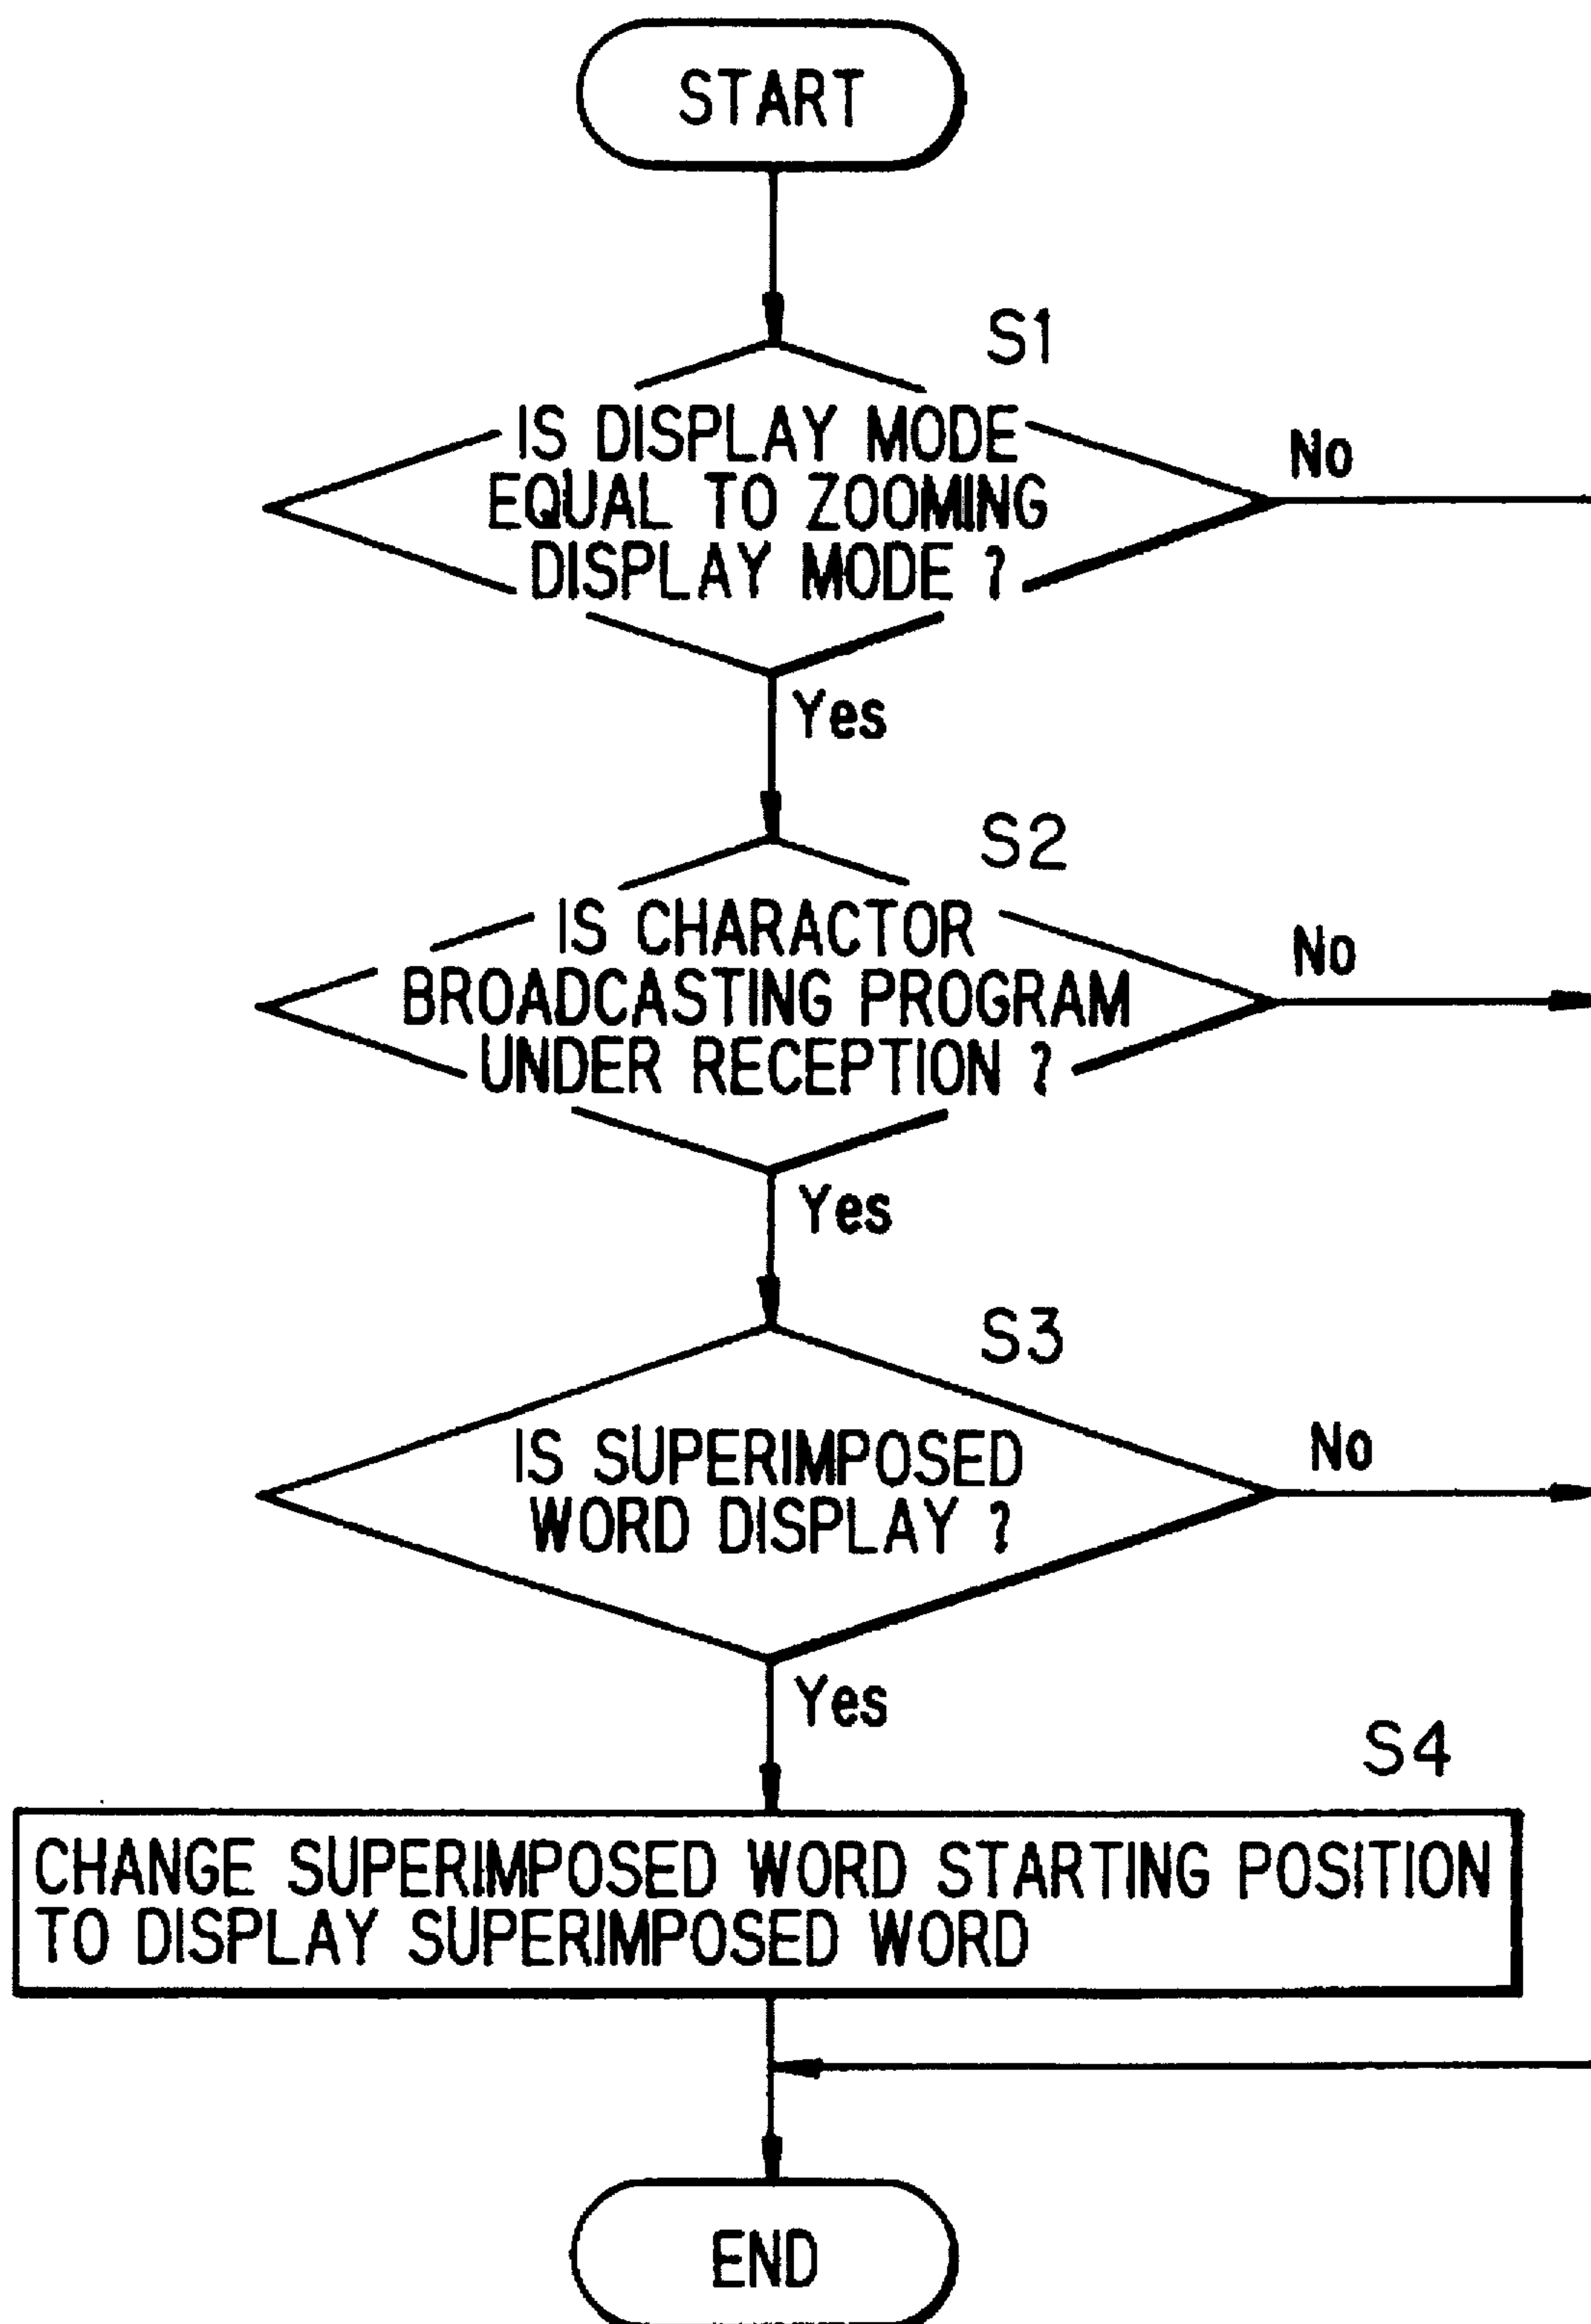 START
S1
IS DISPLAY MODE
EQUAL TO ZOOMING
DISPLAY MODE ?
No
Yes
S2
IS CHARACTOR
BROADCASTING PROGRAM
UNDER RECEPTION ?
No
Yes
S3
IS SUPERIMPOSED
WORD DISPLAY ?
No
Yes
S4
CHANGE SUPERIMPOSED WORD STARTING POSITION
TO DISPLAY SUPERIMPOSED WORD
END